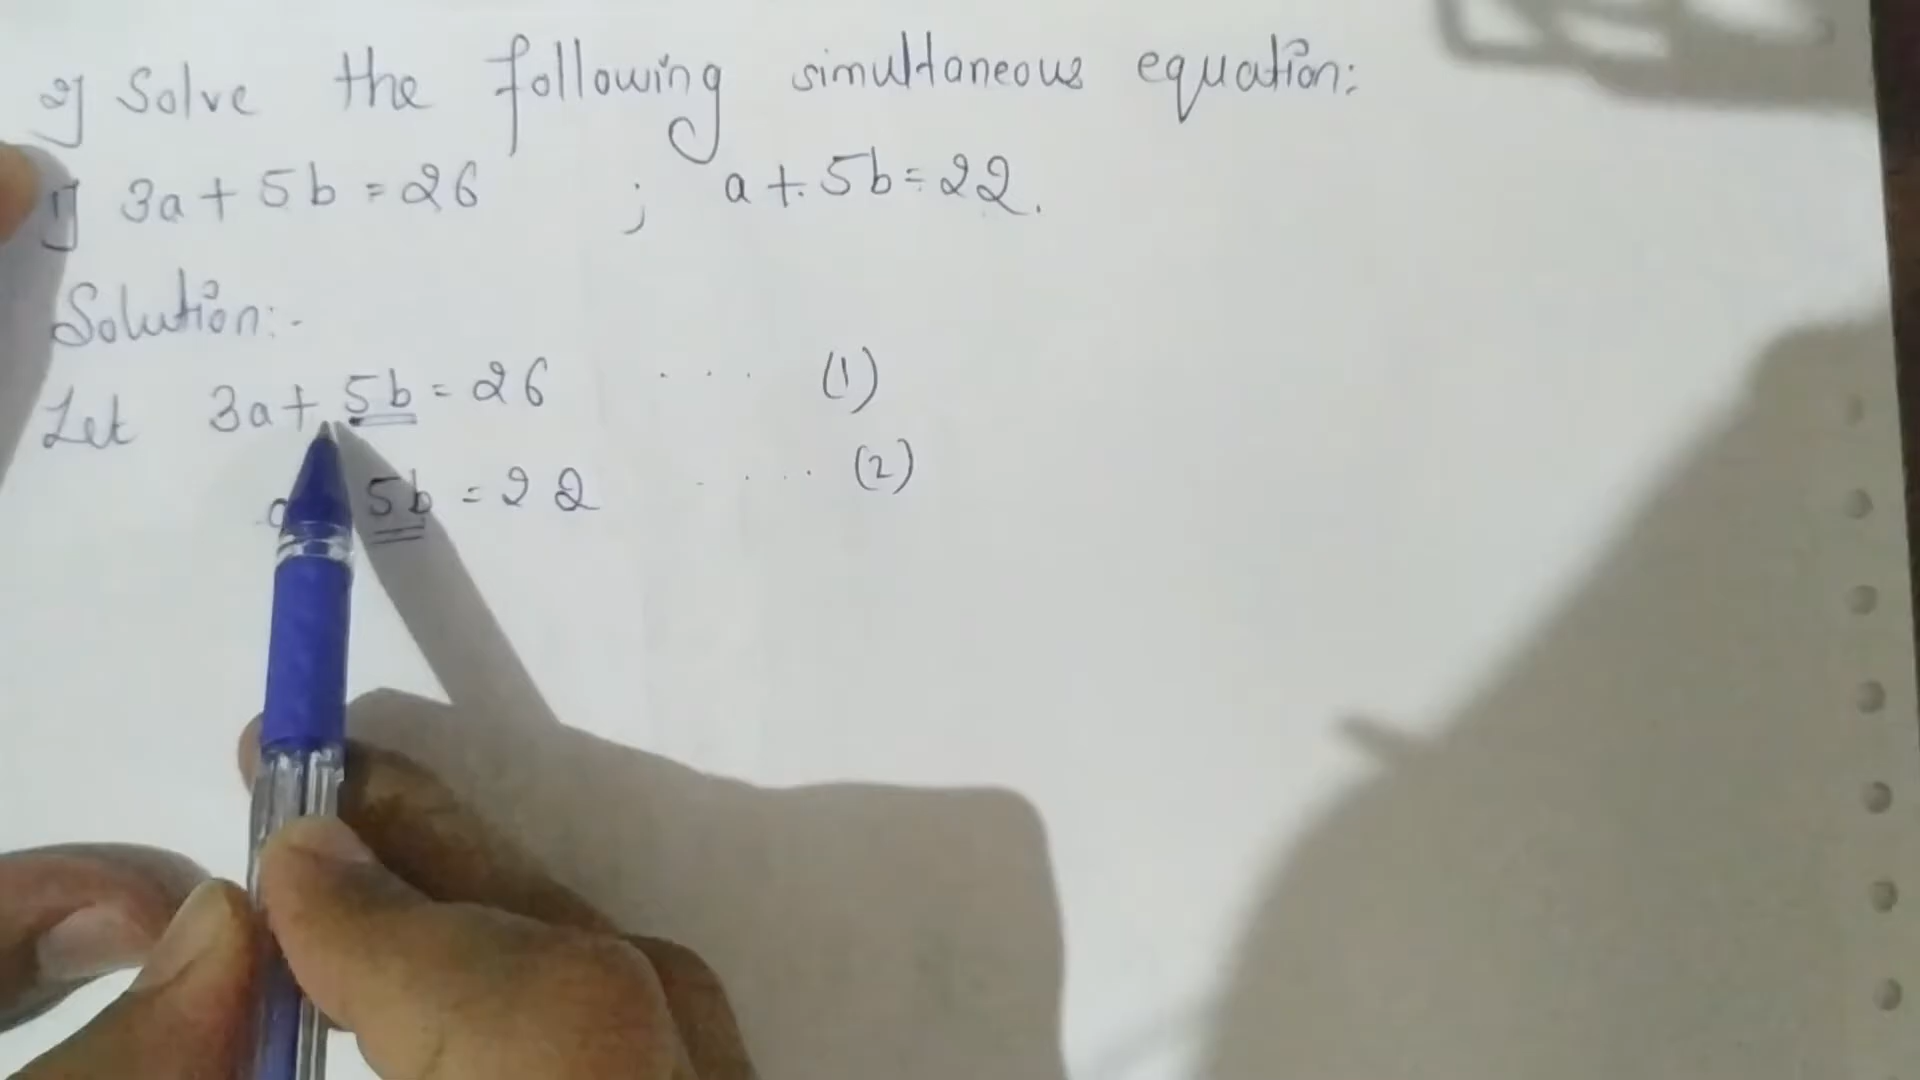 2] Solve the following simultaneous equation:
1] 3a + 5b = 26 ; a + 5b = 22.
Solution:-
Let 3a + 5b = 26 ... (1)
5b = 22 .... (2)